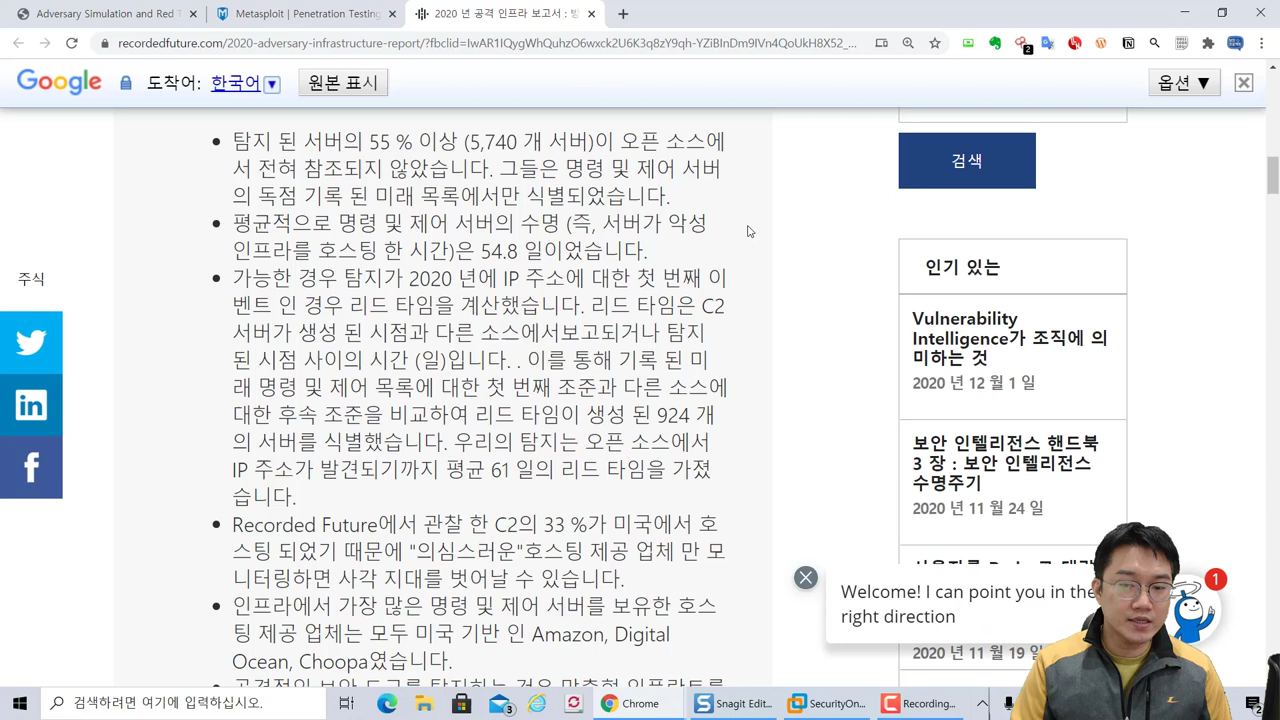 Adversary Simulation and Red T
Metasploit | Penetration Testing
2020 년 공격 인프라 보고서 : 방
recordedfuture.com/2020-adversary-infrastructure-report/?fbclid=IwAR1IQygWhQuhzO6wxck2U6K3q8zY9qh-YZiBInDm9IVn4QoUkH8X52_...
2
Google
도착어: 한국어
원본 표시
옵션 ▼
탐지 된 서버의 55 % 이상 (5,740 개 서버)이 오픈 소스에
서 전혀 참조되지 않았습니다. 그들은 명령 및 제어 서버
의 독점 기록 된 미래 목록에서만 식별되었습니다.
평균적으로 명령 및 제어 서버의 수명 (즉, 서버가 악성
인프라를 호스팅 한 시간)은 54.8 일이었습니다.
가능한 경우 탐지가 2020 년에 IP 주소에 대한 첫 번째 이
벤트 인 경우 리드 타임을 계산했습니다. 리드 타임은 C2
서버가 생성 된 시점과 다른 소스에서보고되거나 탐지
된 시점 사이의 시간 (일)입니다. . 이를 통해 기록 된 미
래 명령 및 제어 목록에 대한 첫 번째 조준과 다른 소스에
대한 후속 조준을 비교하여 리드 타임이 생성 된 924 개
의 서버를 식별했습니다. 우리의 탐지는 오픈 소스에서
IP 주소가 발견되기까지 평균 61 일의 리드 타임을 가졌
습니다.
Recorded Future에서 관찰 한 C2의 33 %가 미국에서 호
스팅 되었기 때문에 "의심스러운"호스팅 제공 업체 만 모
니터링하면 사각 지대를 벗어날 수 있습니다.
인프라에서 가장 많은 명령 및 제어 서버를 보유한 호스
팅 제공 업체는 모두 미국 기반 인 Amazon, Digital
Ocean, Choopa였습니다.
주식
검색
인기 있는
Vulnerability
Intelligence가 조직에 의
미하는 것
2020 년 12 월 1 일
보안 인텔리전스 핸드북
3 장 : 보안 인텔리전스
수명주기
2020 년 11 월 24 일
Welcome! I can point you in the
right direction
1
2020 년 11 월 19
검색하려면 여기에 입력하십시오.
3
Chrome
Snagit Edit...
SecurityOn...
Recording...
2